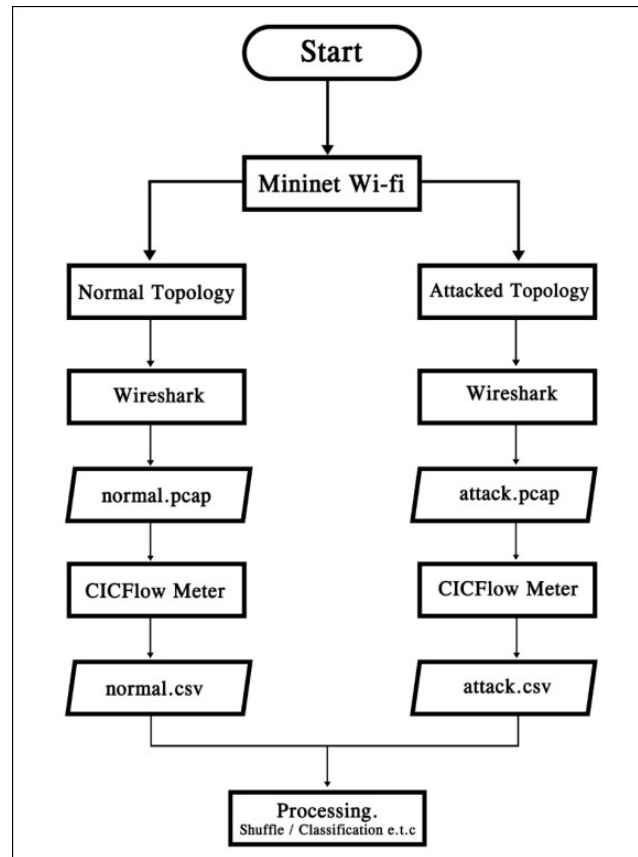 Start
Mininet Wi-fi
Normal Topology
Attacked Topology
Wireshark
Wireshark
normal.pcap
attack.pcap
CICFlow Meter
CICFlow Meter
normal.csv
attack.csv
Processing.
Shuffle / Classification e.t.c